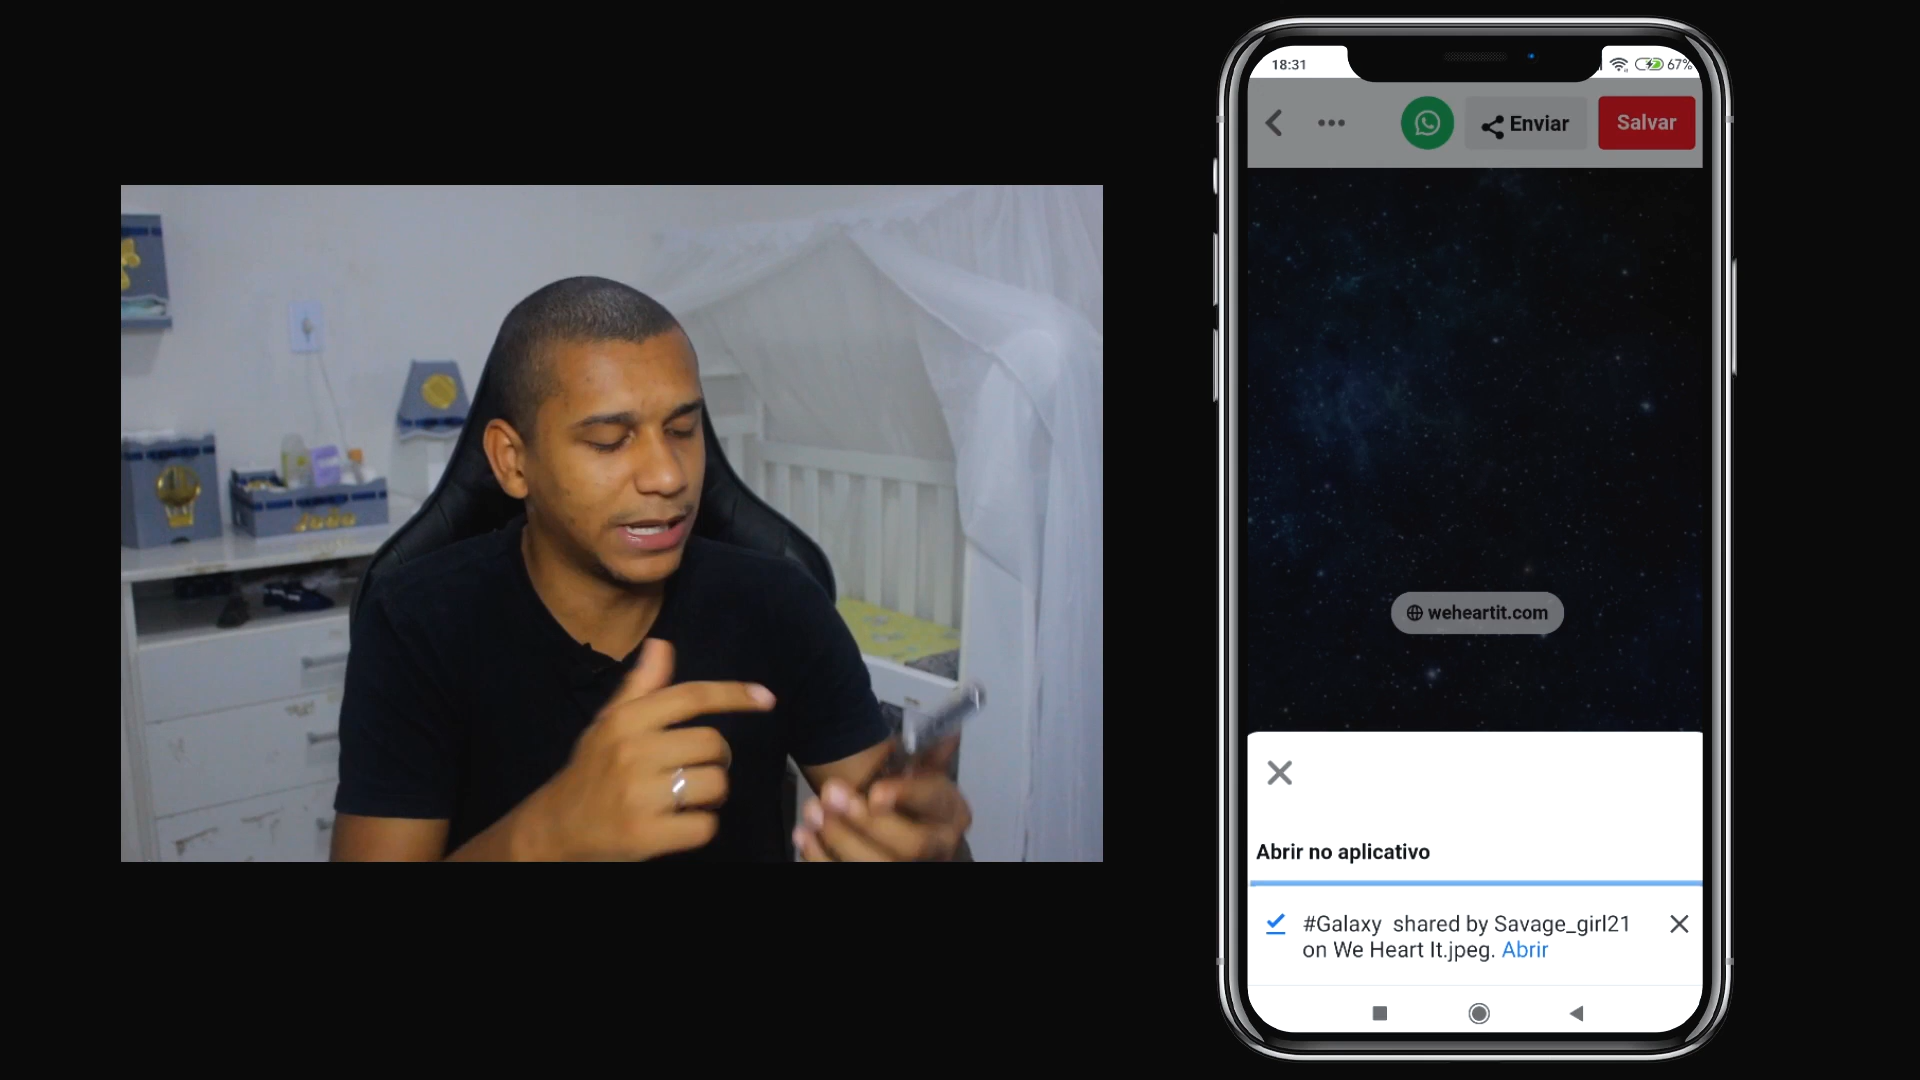 18:31
67%
Enviar
Salvar
weheartit.com
Abrir no aplicativo
#Galaxy shared by Savage_girl21
on We Heart It.jpeg. Abrir
João